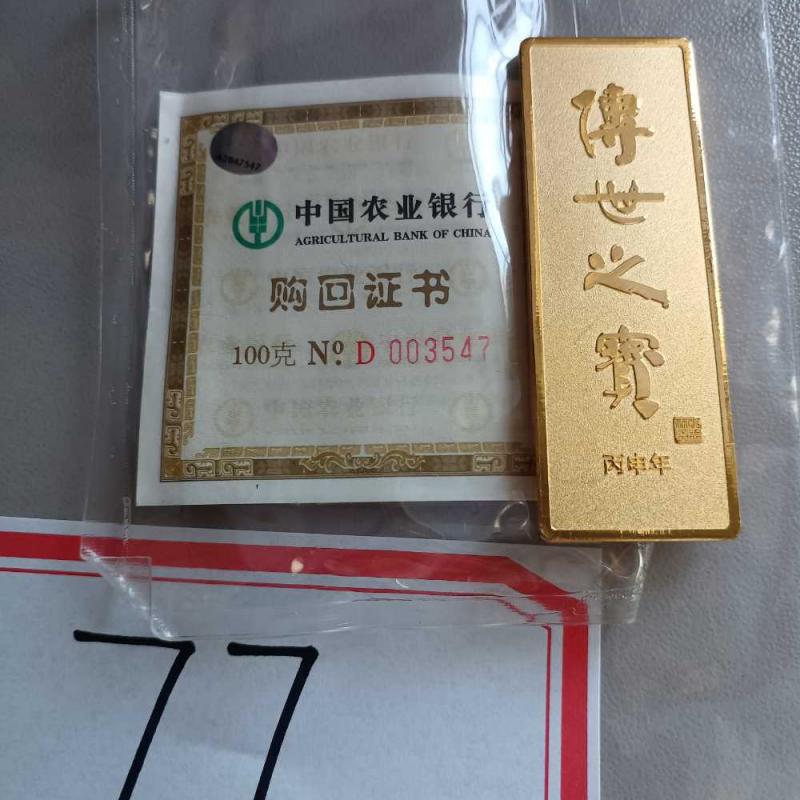 中国农业银行
AGRICULTURAL BANK OF CHINA
购回证书
100克 Nº D 003547
傳世之寶
丙申年
77